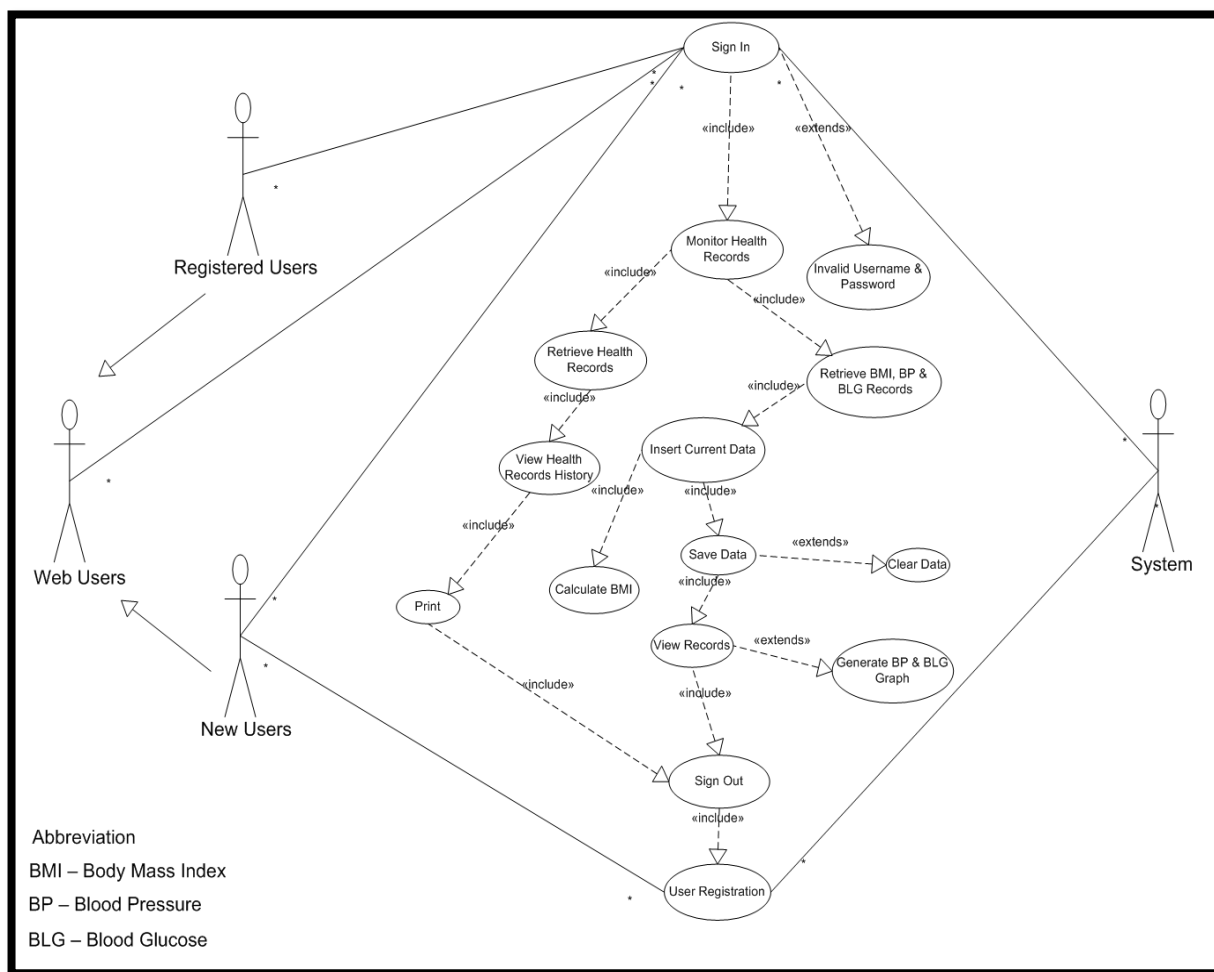 Sign In
*
*
*
*
«include»
«extends»
Registered Users
*
Monitor Health
Records
Invalid Username &
Password
«include»
«include»
Retrieve Health
Records
Retrieve BMI, BP &
BLG Records
«include»
«include»
Web Users
*
View Health
Records History
Insert Current Data
«include»
«include»
«include»
System
*
*
Save Data
«extends»
Clear Data
«include»
Calculate BMI
Print
New Users
*
*
View Records
«extends»
Generate BP & BLG
Graph
«include»
«include»
Sign Out
«include»
User Registration
*
*
Abbreviation
BMI – Body Mass Index
BP – Blood Pressure
BLG – Blood Glucose